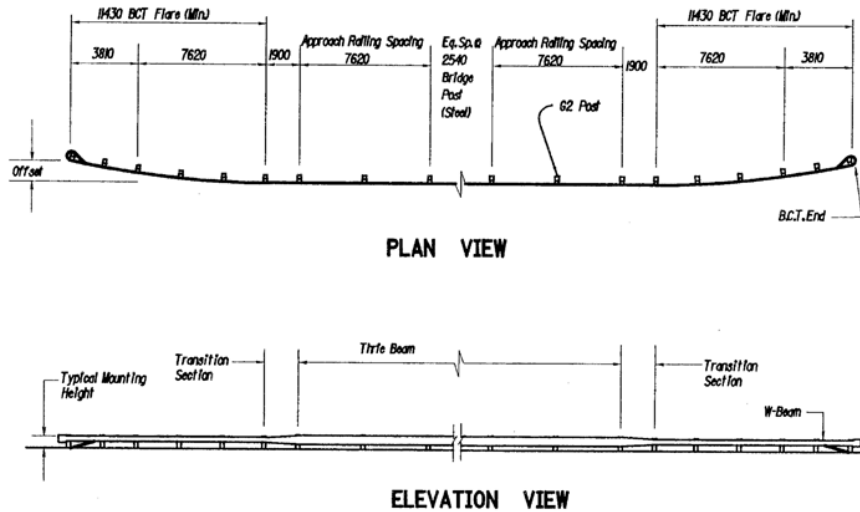 11430 BCT Flare (Min.)
11430 BCT Flare (Min.)
3810
7620
1900
Approach Railing Spacing
7620
Eq.Sp.@
2540
Bridge
Post
(Steel)
Approach Railing Spacing
7620
1900
7620
3810
G2 Post
Offset
B.C.T. End
PLAN VIEW
Transition
Section
Thrie Beam
Transition
Section
Typical Mounting
Height
W-Beam
ELEVATION VIEW